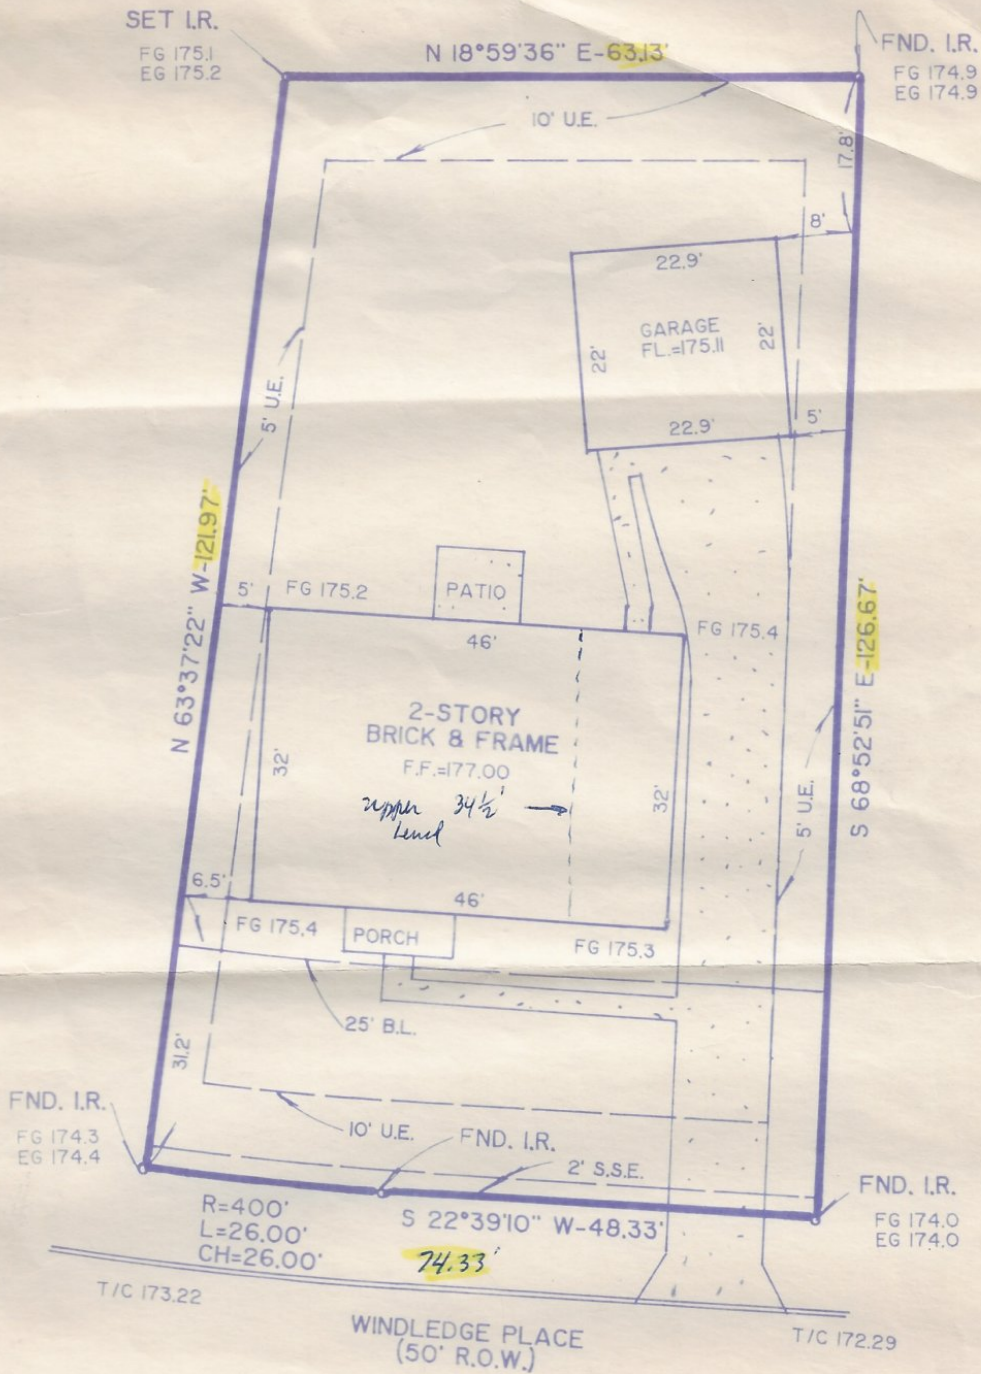 SET I.R.
FG 175.1
EG 175.2
N 18°59'36" E-63.13'
FND. I.R.
FG 174.9
EG 174.9
10' U.E.
17.8'
8'
22.9'
22'
GARAGE
FL.=175.11
22'
22.9'
5'
5' U.E.
N 63°37'22" W-121.97'
5'
FG 175.2
PATIO
46'
FG 175.4
S 68°52'51" E-126.67'
2-STORY
BRICK & FRAME
F.F.=177.00
upper 34½'
level
32'
32'
5' U.E.
6.5'
46'
FG 175.4
PORCH
FG 175.3
25' B.L.
31.2'
FND. I.R.
FG 174.3
EG 174.4
10' U.E.
FND. I.R.
2' S.S.E.
FND. I.R.
FG 174.0
EG 174.0
R=400'
L=26.00'
CH=26.00'
S 22°39'10" W-48.33'
74.33'
T/C 173.22
WINDLEDGE PLACE
(50' R.O.W.)
T/C 172.29